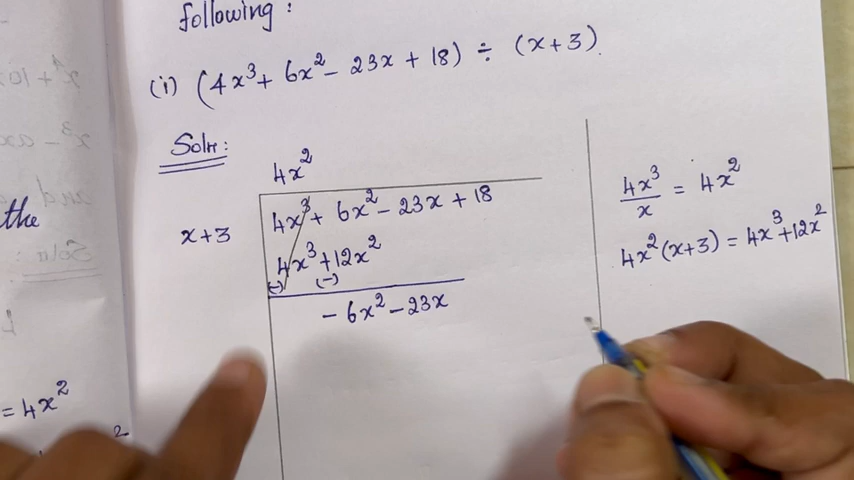 following :
(i) (4x³ + 6x² - 23x + 18) ÷ (x+3).
Soln:
4x²
x+3
4x³ + 6x² - 23x + 18
4x³ + 12x²
(-) (-)
- 6x² - 23x
4x³/x = 4x²
4x²(x+3) = 4x³+12x²
the
= 4x²